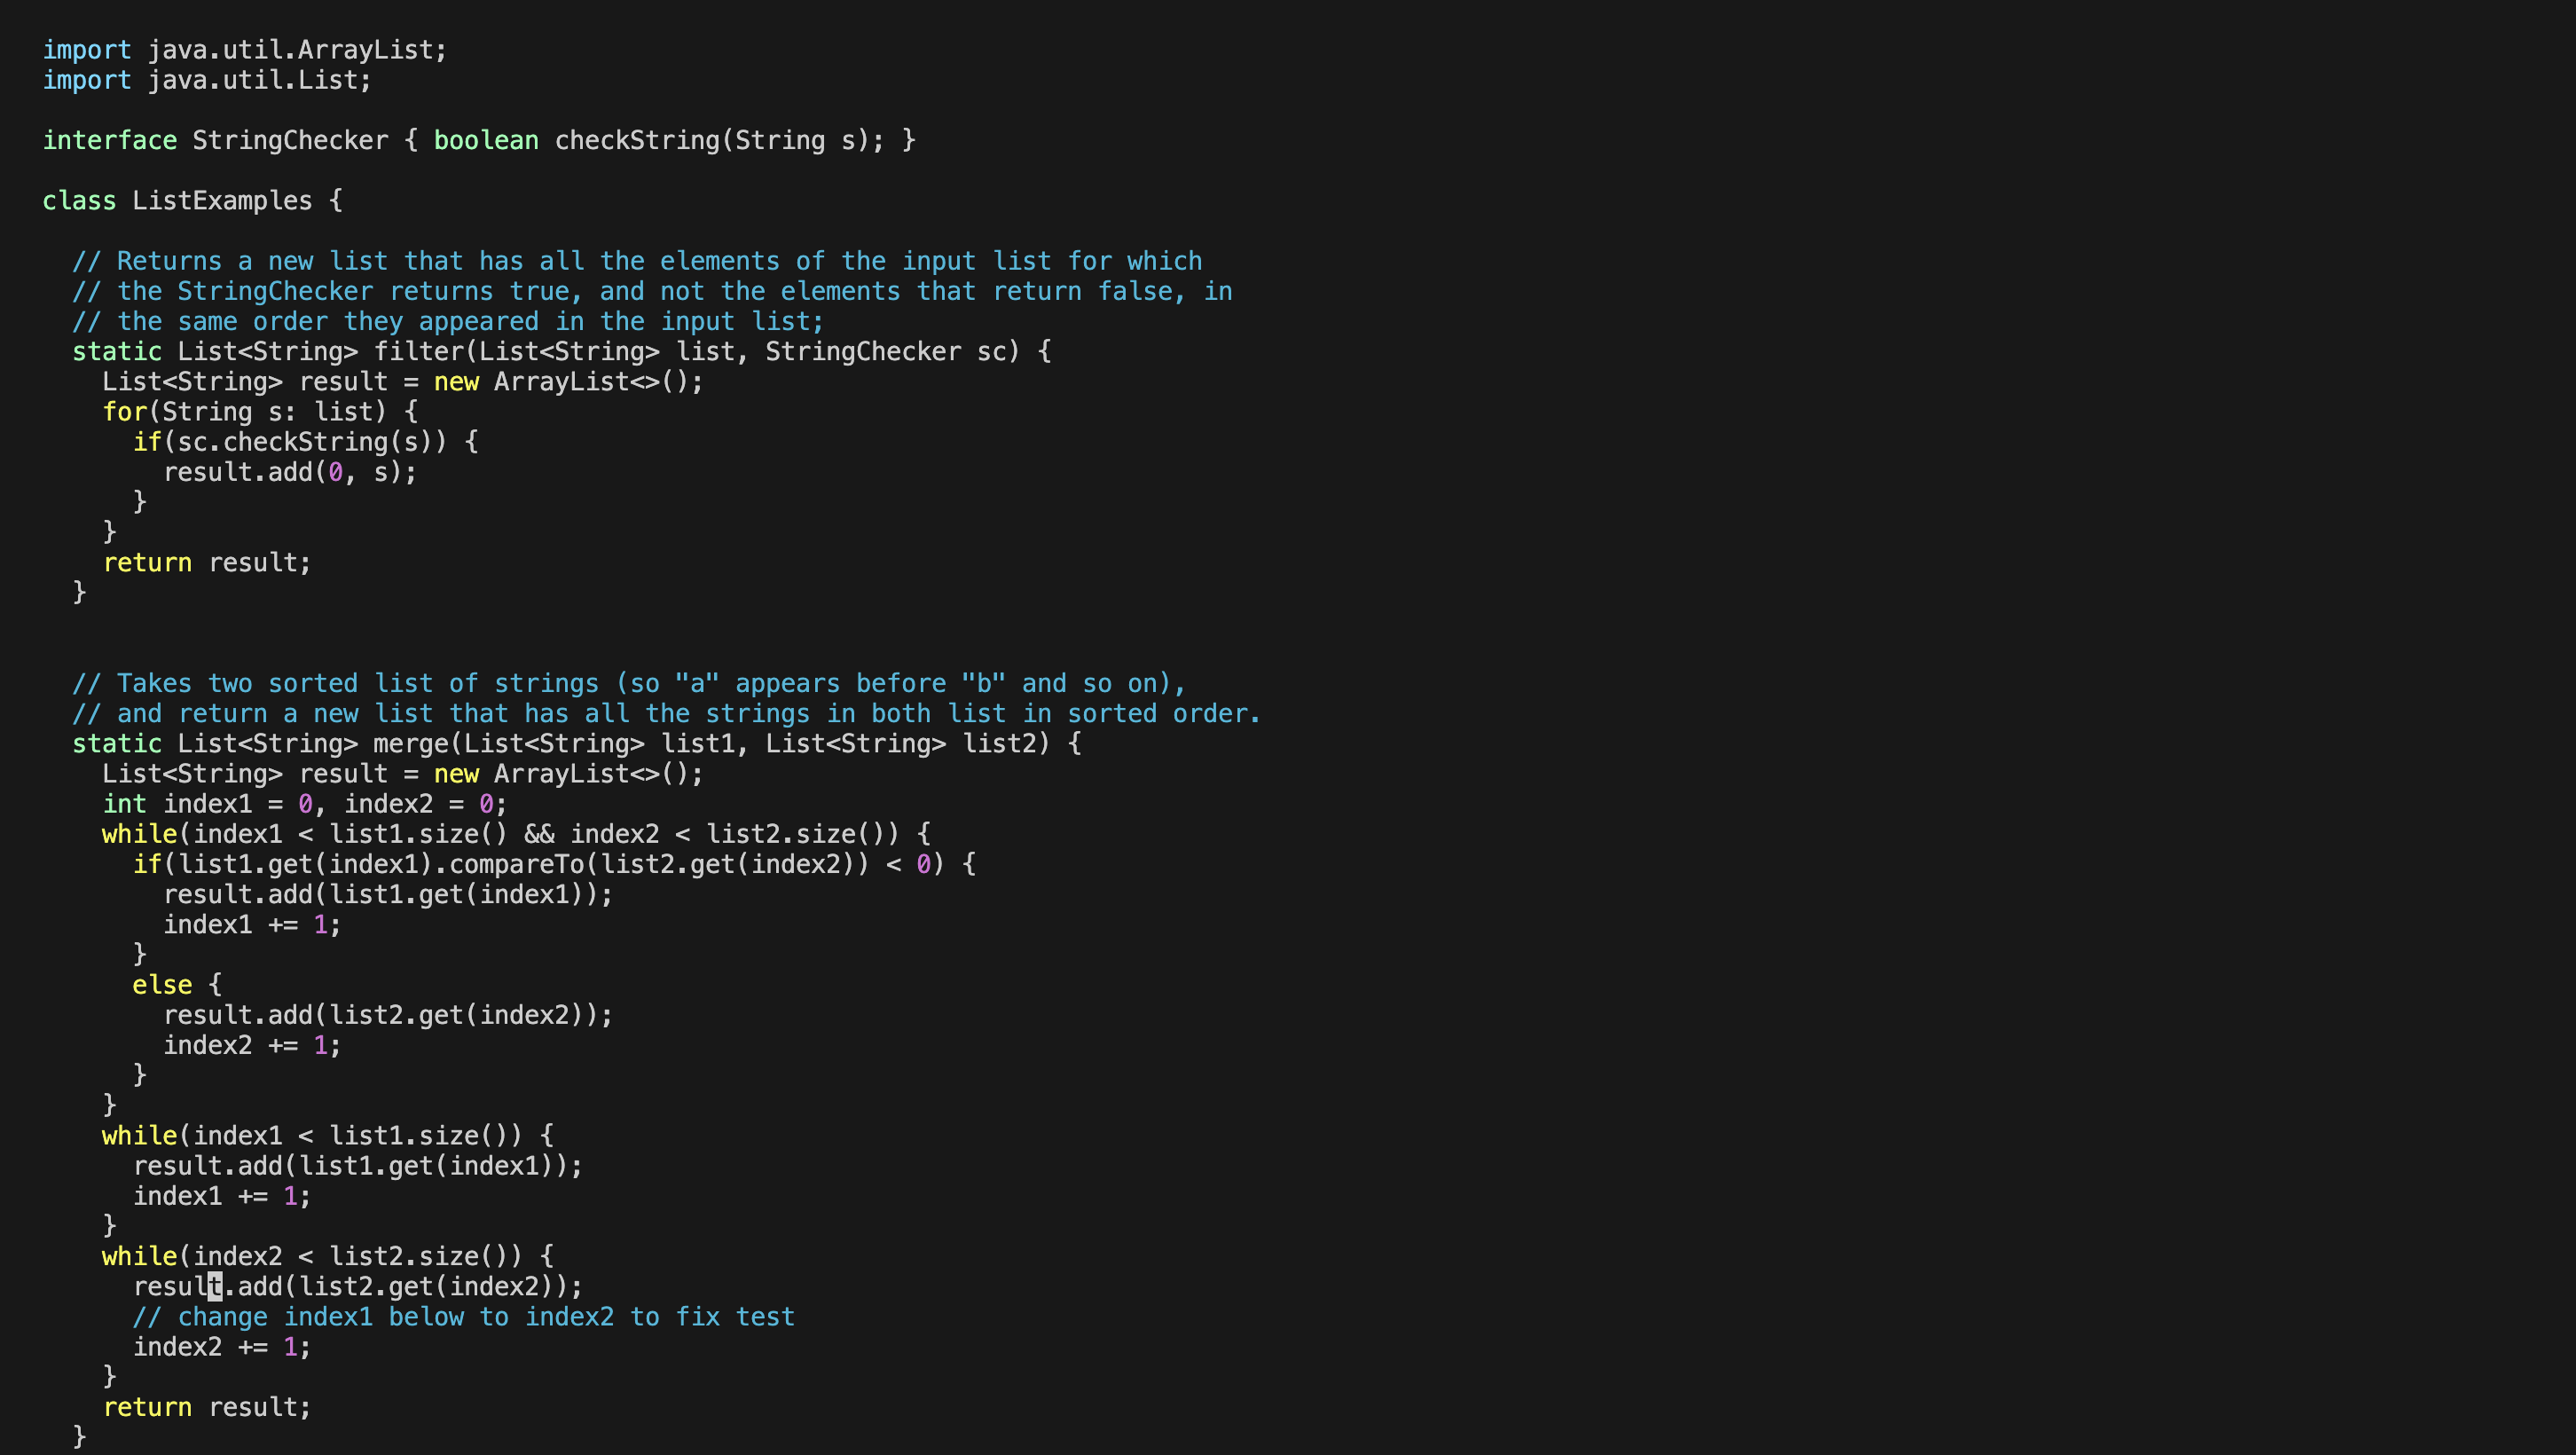 import java.util.ArrayList;
import java.util.List;

interface StringChecker { boolean checkString(String s); }

class ListExamples {

  // Returns a new list that has all the elements of the input list for which
  // the StringChecker returns true, and not the elements that return false, in
  // the same order they appeared in the input list;
  static List<String> filter(List<String> list, StringChecker sc) {
    List<String> result = new ArrayList<>();
    for(String s: list) {
      if(sc.checkString(s)) {
        result.add(0, s);
      }
    }
    return result;
  }


  // Takes two sorted list of strings (so "a" appears before "b" and so on),
  // and return a new list that has all the strings in both list in sorted order.
  static List<String> merge(List<String> list1, List<String> list2) {
    List<String> result = new ArrayList<>();
    int index1 = 0, index2 = 0;
    while(index1 < list1.size() && index2 < list2.size()) {
      if(list1.get(index1).compareTo(list2.get(index2)) < 0) {
        result.add(list1.get(index1));
        index1 += 1;
      }
      else {
        result.add(list2.get(index2));
        index2 += 1;
      }
    }
    while(index1 < list1.size()) {
      result.add(list1.get(index1));
      index1 += 1;
    }
    while(index2 < list2.size()) {
      result.add(list2.get(index2));
      // change index1 below to index2 to fix test
      index2 += 1;
    }
    return result;
  }